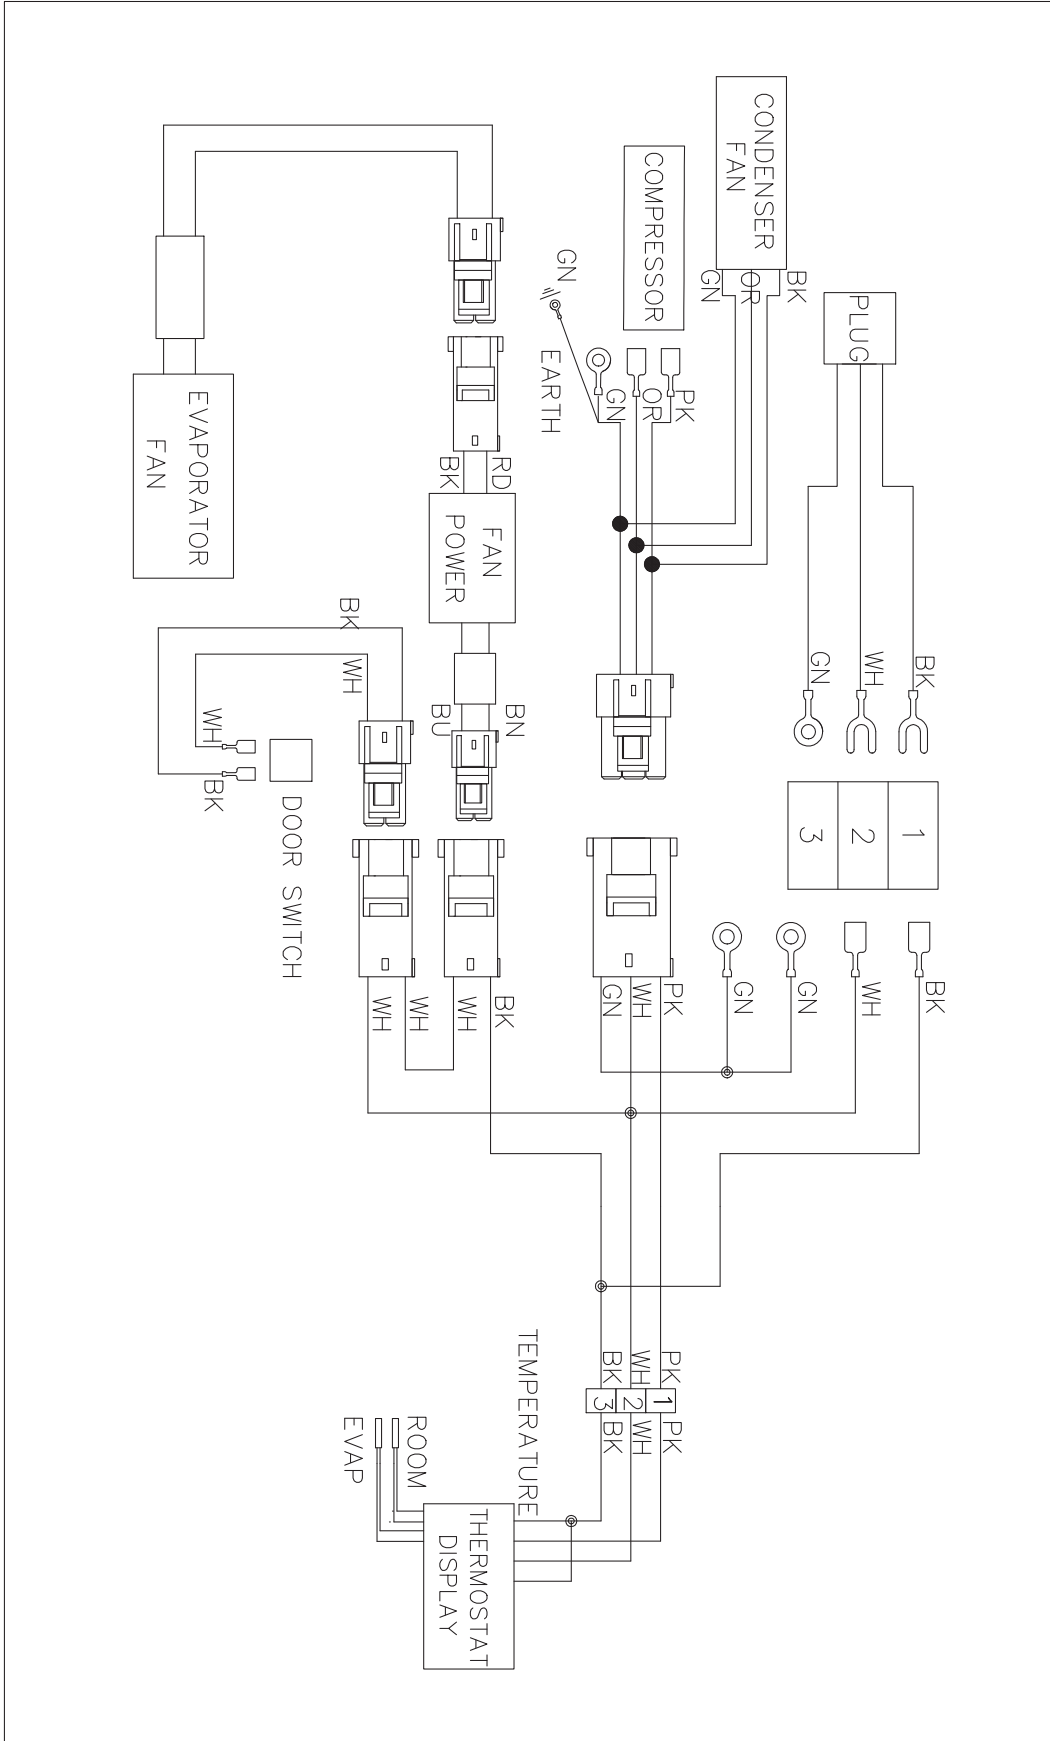 CONDENSER
FAN
BK
OR
GN
PLUG
COMPRESSOR
PK
OR
GN
GN
EARTH
EVAPORATOR
FAN
RD
BK
FAN
POWER
BN
BU
BK
WH
WH
BK
DOOR SWITCH
BK
WH
GN
1
2
3
BK
WH
GN
GN
PK
WH
GN
BK
WH
WH
WH
PK
WH
BK
1
2
3
PK
WH
BK
TEMPERATURE
ROOM
EVAP
THERMOSTAT
DISPLAY